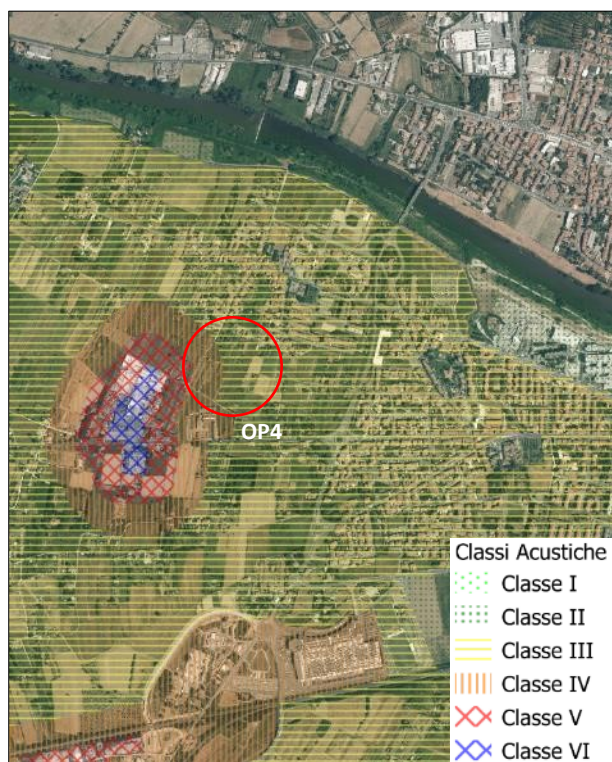 OP4
Classi Acustiche
Classe I
Classe II
Classe III
Classe IV
Classe V
Classe VI